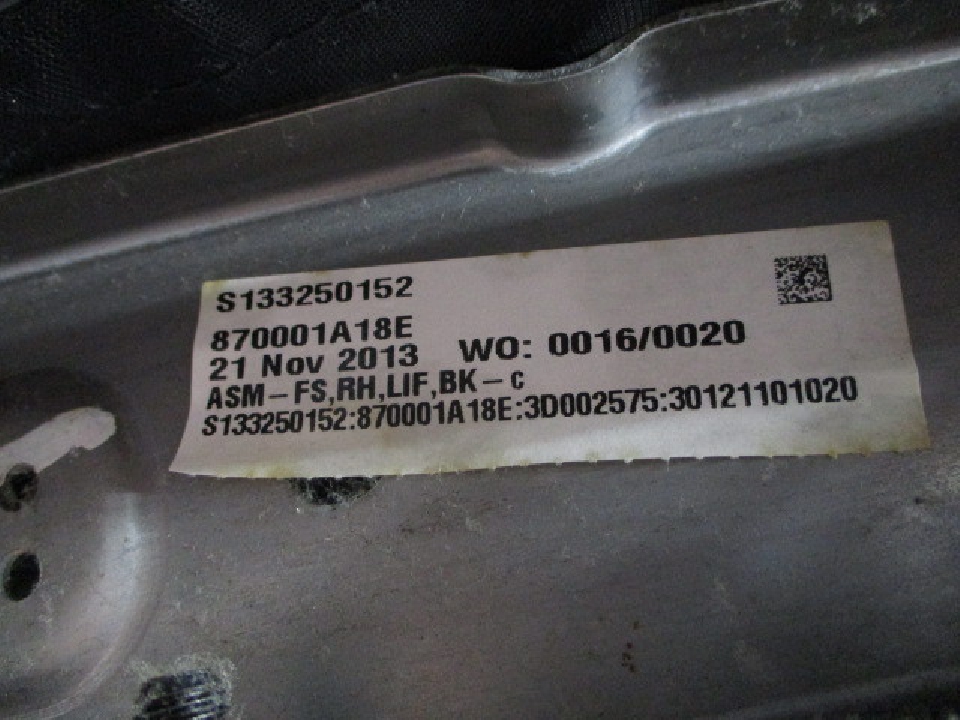 S133250152
870001A18E
21 Nov 2013 WO: 0016/0020
ASM-FS,RH,LIF,BK-c
S133250152:870001A18E:3D002575:30121101020